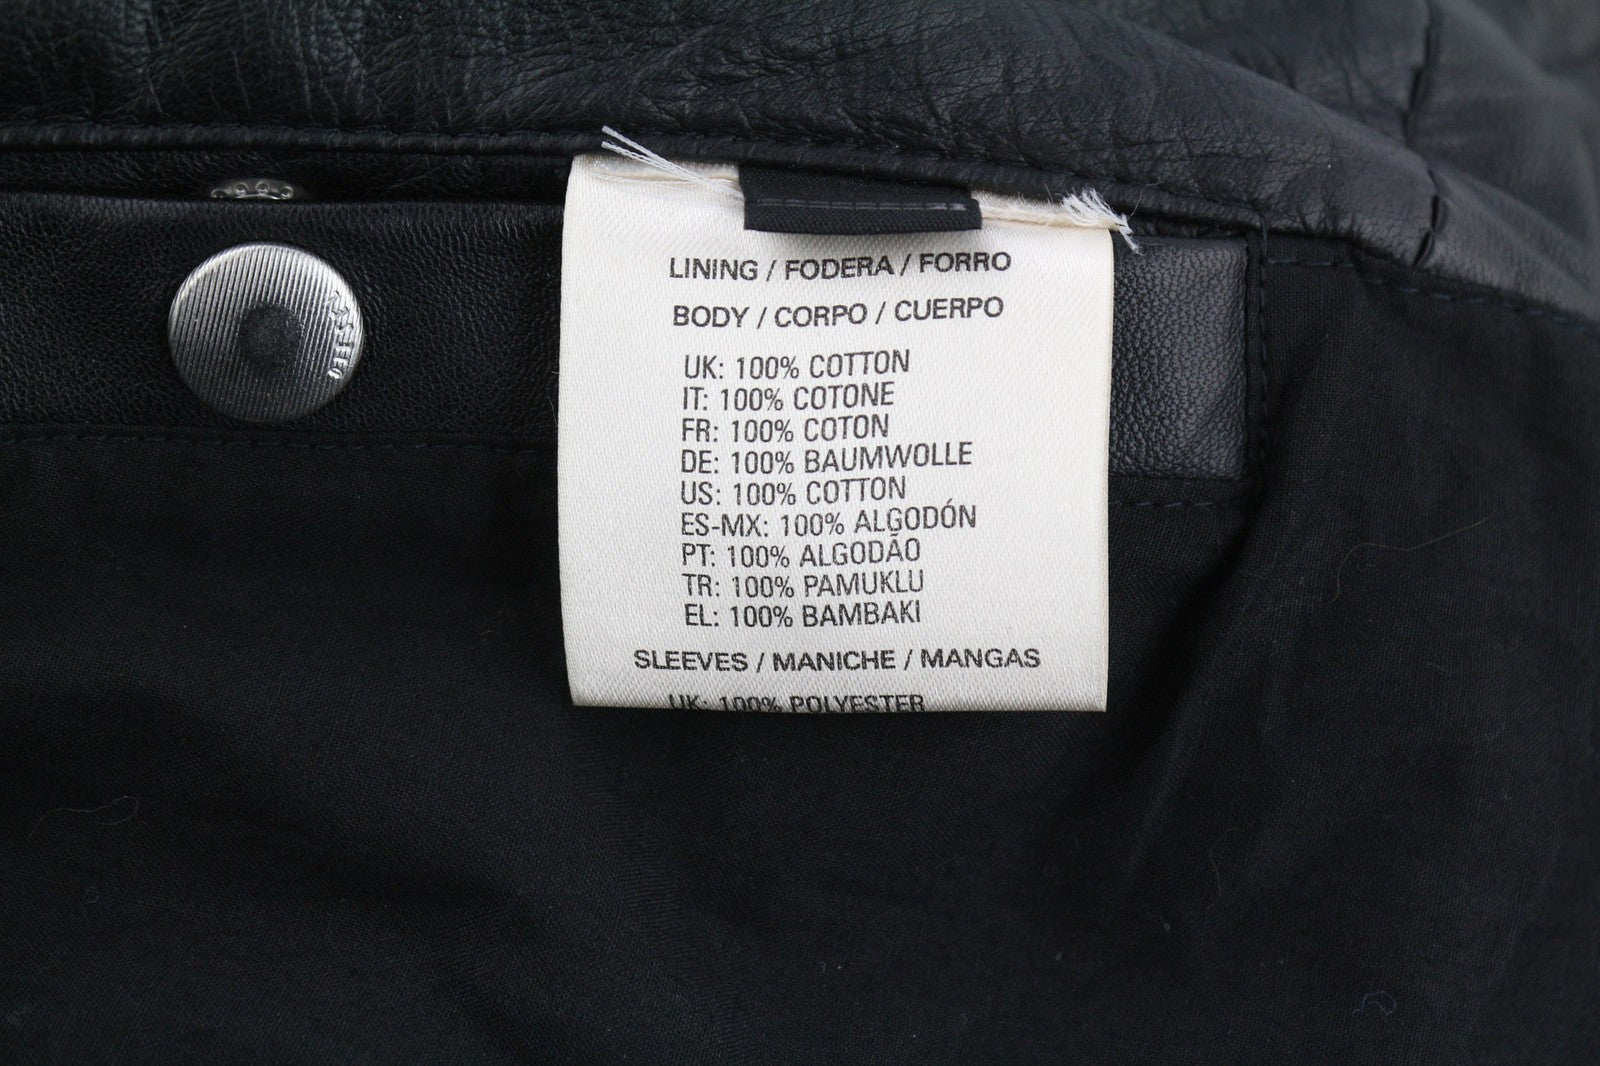 LINING / FODERA / FORRO
BODY / CORPO / CUERPO
UK: 100% COTTON
IT: 100% COTONE
FR: 100% COTON
DE: 100% BAUMWOLLE
US: 100% COTTON
ES-MX: 100% ALGODÓN
PT: 100% ALGODÃO
TR: 100% PAMUKLU
EL: 100% BAMBAKI
SLEEVES / MANICHE / MANGAS
UK: 100% POLYESTER